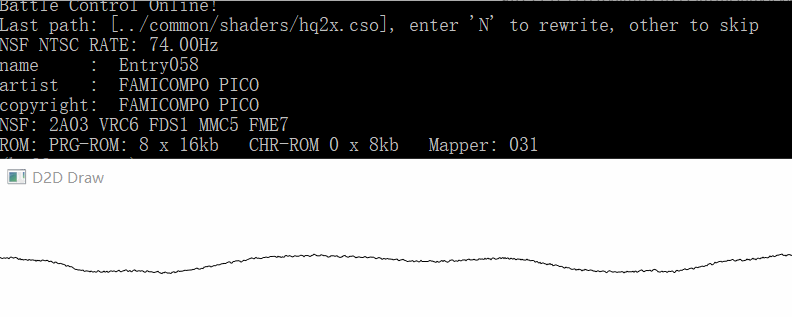 Battle Control Online!
Last path: [../common/shaders/hq2x.cso], enter 'N' to rewrite, other to skip
NSF NTSC RATE: 74.00Hz
name     :  Entry058
artist   :  FAMICOMPO PICO
copyright:  FAMICOMPO PICO
NSF: 2A03 VRC6 FDS1 MMC5 FME7
ROM: PRG-ROM: 8 x 16kb   CHR-ROM 0 x 8kb   Mapper: 031
D2D Draw